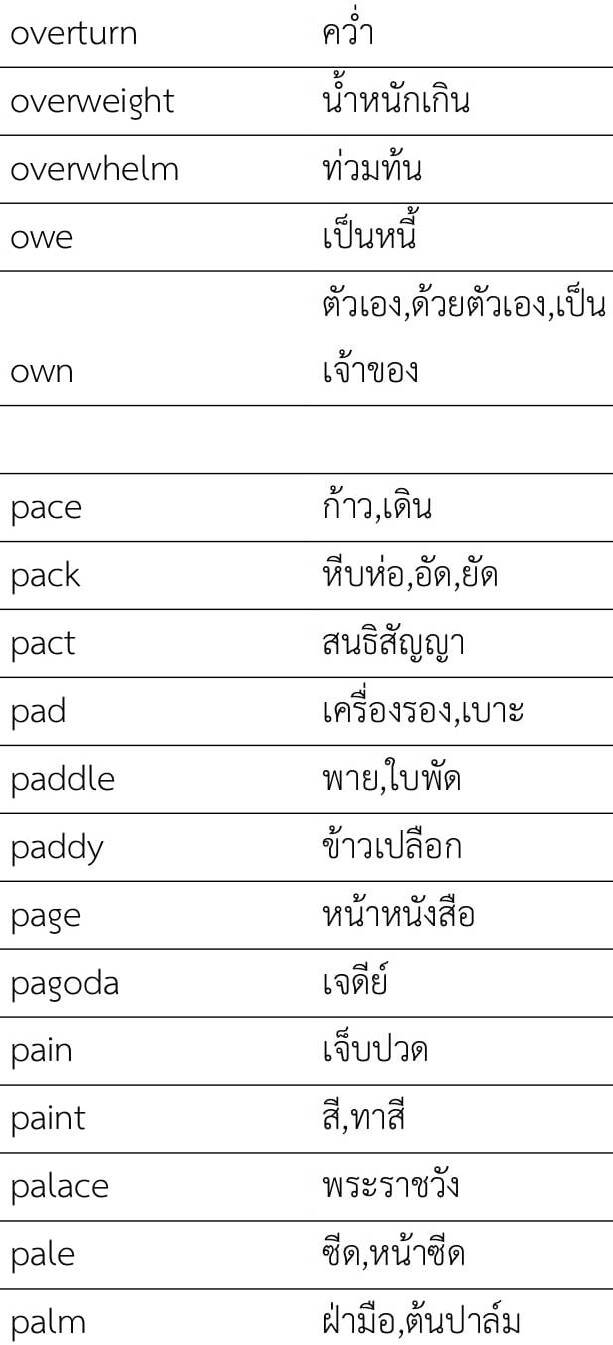 overturn คว่ำ
overweight น้ำหนักเกิน
overwhelm ท่วมท้น
owe เป็นหนี้
ตัวเอง,ด้วยตัวเอง,เป็น
own เจ้าของ
pace ก้าว,เดิน
pack หีบห่อ,อัด,ยัด
pact สนธิสัญญา
pad เครื่องรอง,เบาะ
paddle พาย,ใบพัด
paddy ข้าวเปลือก
page หน้าหนังสือ
pagoda เจดีย์
pain เจ็บปวด
paint สี,ทาสี
palace พระราชวัง
pale ซีด,หน้าซีด
palm ฝ่ามือ,ต้นปาล์ม